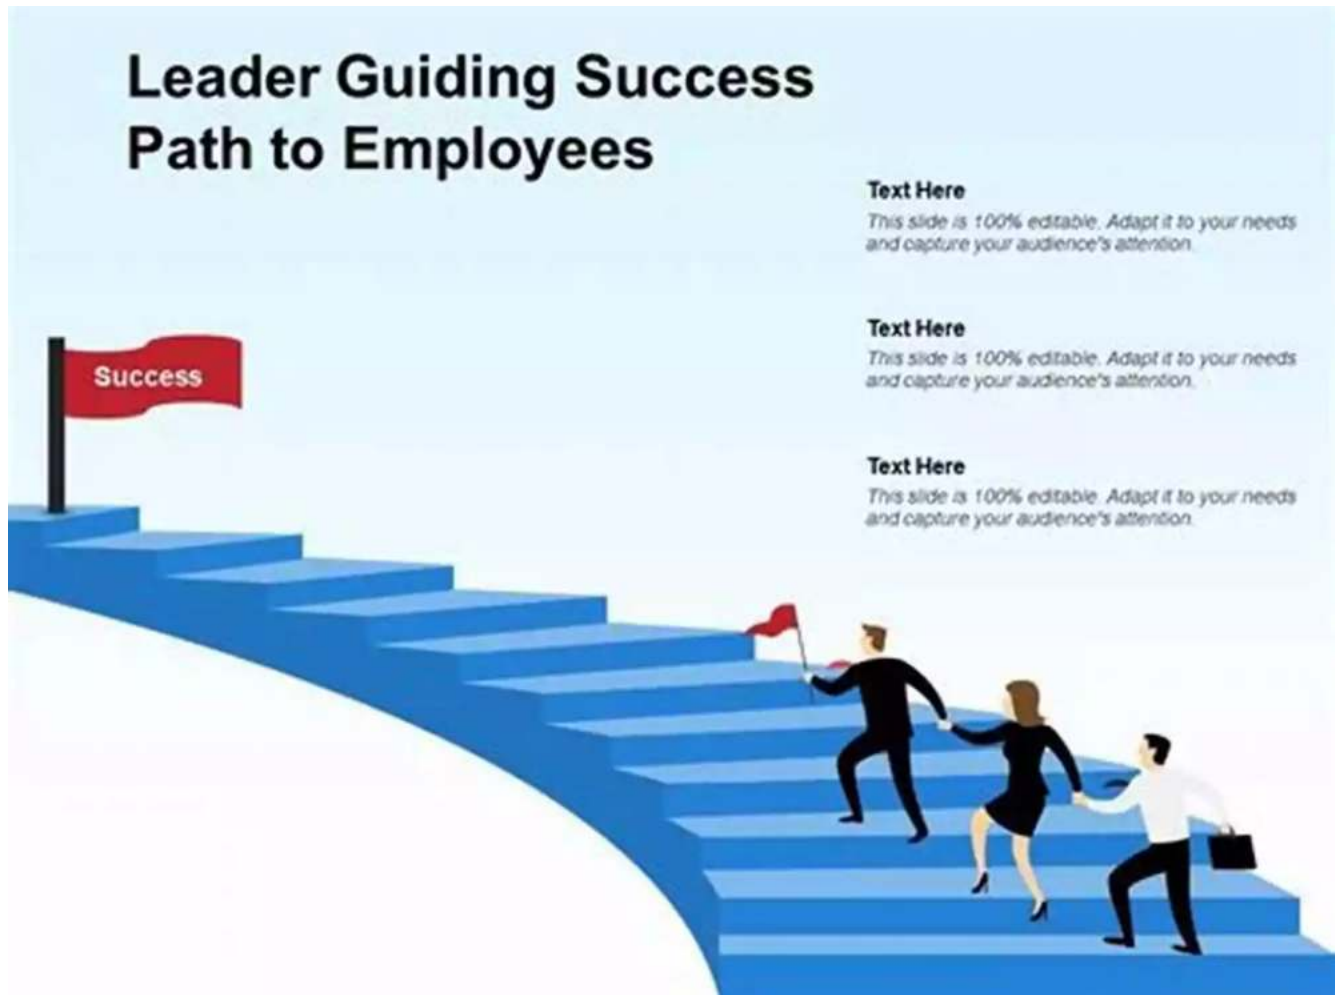 Leader Guiding Success
Path to Employees
Text Here
This slide is 100% editable. Adapt it to your needs
and capture your audience's attention.
Success
Text Here
This slide is 100% editable. Adapt it to your needs
and capture your audience's attention.
Text Here
This slide is 100% editable. Adapt it to your needs
and capture your audience's attention.